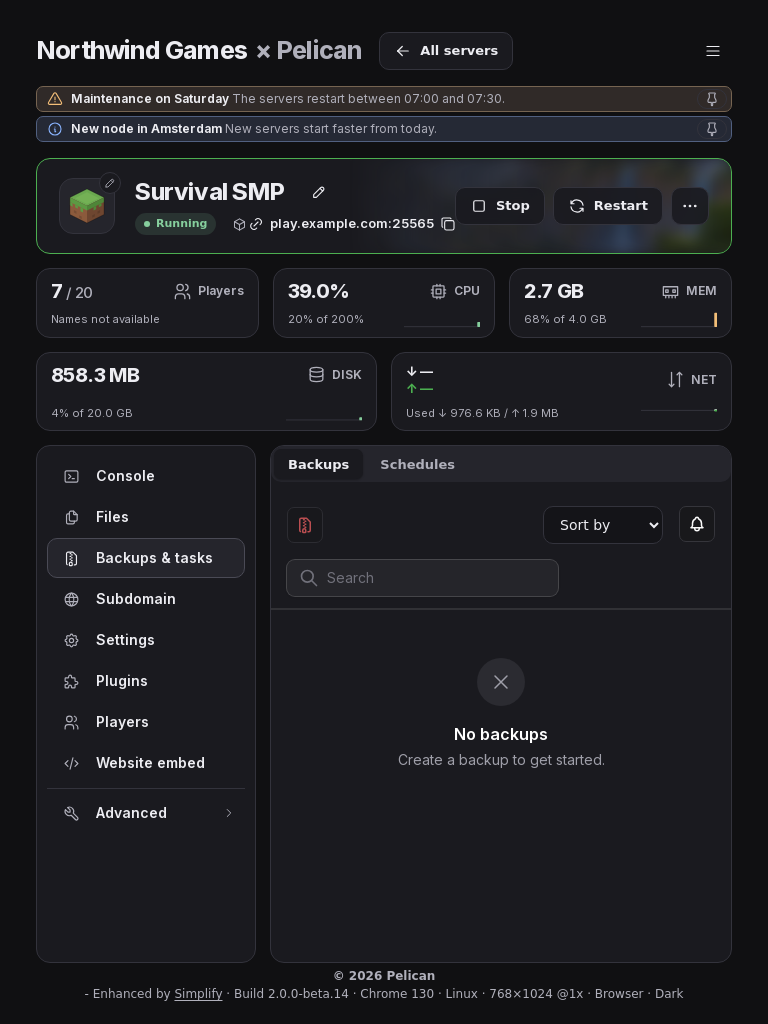 Northwind Games × Pelican
All servers
Maintenance on Saturday The servers restart between 07:00 and 07:30.
New node in Amsterdam New servers start faster from today.
Survival SMP
Running
play.example.com:25565
Stop
Restart
7 / 20
Players
Names not available
39.0%
CPU
20% of 200%
2.7 GB
MEM
68% of 4.0 GB
858.3 MB
DISK
4% of 20.0 GB
↓ —
↑ —
NET
Used ↓ 976.6 KB / ↑ 1.9 MB
Console
Files
Backups & tasks
Subdomain
Settings
Plugins
Players
Website embed
Advanced
Backups
Schedules
Sort by
Search
No backups
Create a backup to get started.
© 2026 Pelican
- Enhanced by Simplify · Build 2.0.0-beta.14 · Chrome 130 · Linux · 768×1024 @1x · Browser · Dark